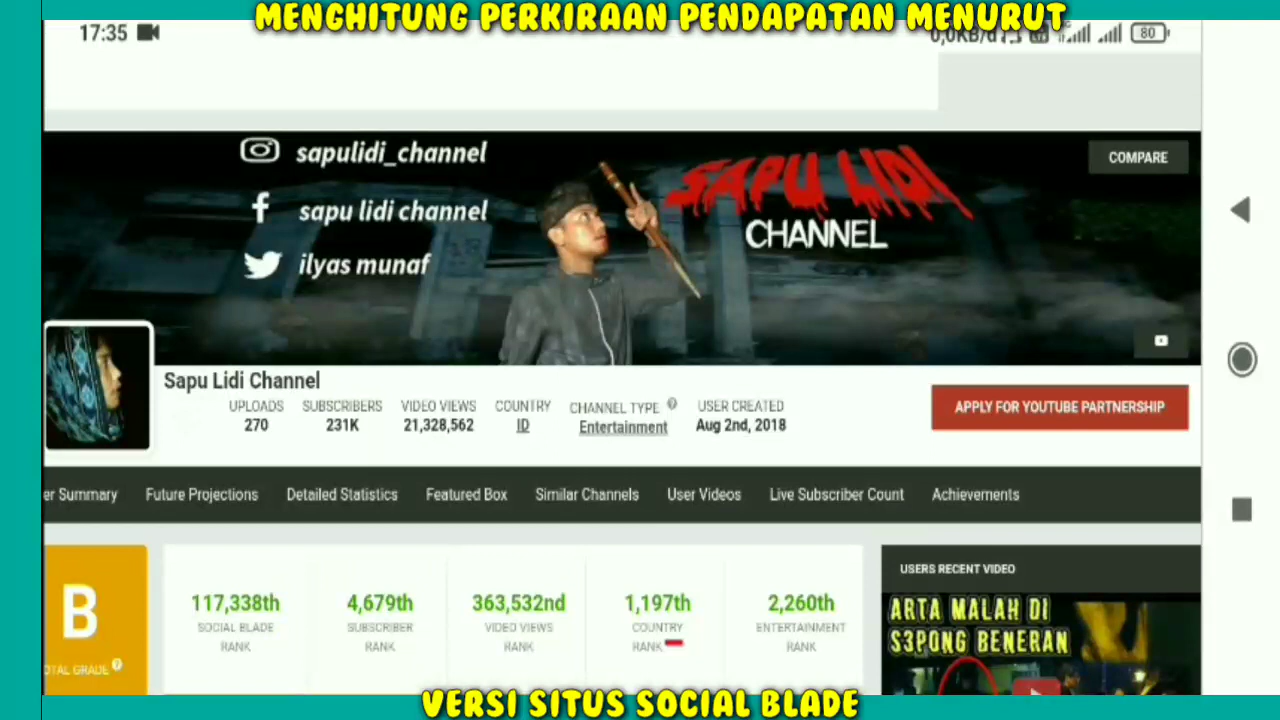 MENGHITUNG PERKIRAAN PENDAPATAN MENURUT
17:35
80
sapulidi_channel
sapu lidi channel
ilyas munaf
SAPU LIDI
CHANNEL
COMPARE
Sapu Lidi Channel
UPLOADS SUBSCRIBERS VIDEO VIEWS COUNTRY CHANNEL TYPE USER CREATED
270 231K 21,328,562 ID Entertainment Aug 2nd, 2018
APPLY FOR YOUTUBE PARTNERSHIP
er Summary Future Projections Detailed Statistics Featured Box Similar Channels User Videos Live Subscriber Count Achievements
B
OTAL GRADE
117,338th 4,679th 363,532nd 1,197th 2,260th
SOCIAL BLADE SUBSCRIBER VIDEO VIEWS COUNTRY ENTERTAINMENT
RANK RANK RANK RANK RANK
USERS RECENT VIDEO
ARTA MALAH DI
S3PONG BENERAN
VERSI SITUS SOCIAL BLADE